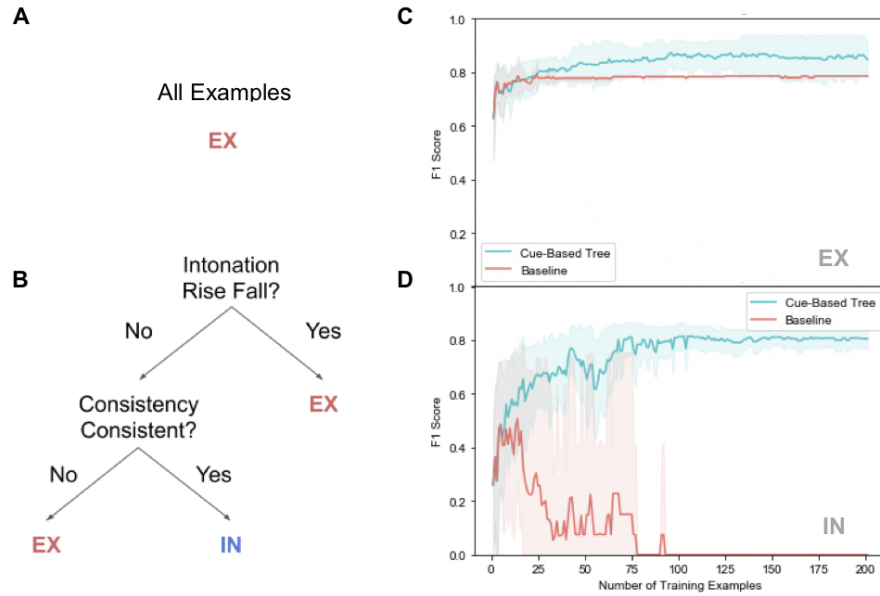 A
All Examples
EX
B
Intonation
Rise Fall?
No
Yes
Consistency
Consistent?
EX
No
Yes
EX
IN
C
1.0
0.8
0.6
0.4
0.2
F1 Score
Cue-Based Tree
Baseline
EX
D
1.0
0.8
0.6
0.4
0.2
0.0
F1 Score
Cue-Based Tree
Baseline
IN
0
25
50
75
100
125
150
175
200
Number of Training Examples